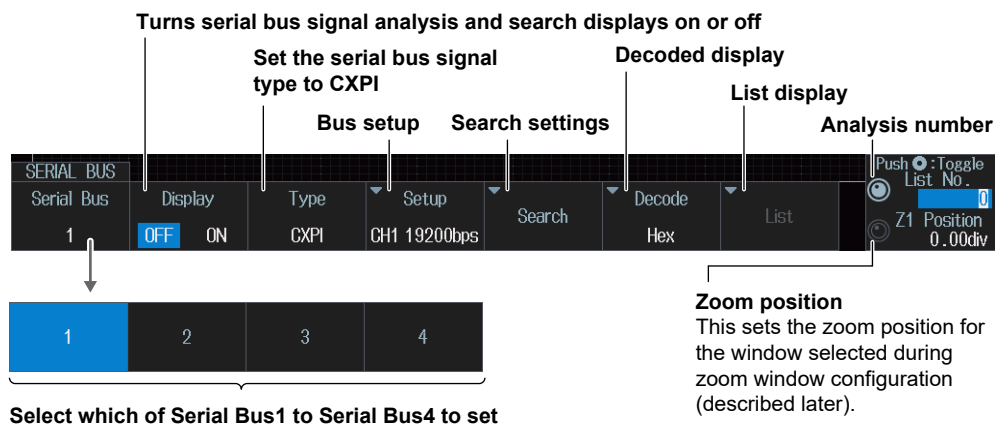 Turns serial bus signal analysis and search displays on or off
Set the serial bus signal
type to CXPI
Decoded display
List display
Bus setup
Search settings
Analysis number
SERIAL BUS
Serial Bus
1
Display
OFF ON
Type
CXPI
Setup
CH1 19200bps
Search
Decode
Hex
List
Push :Toggle
List No.
0
Z1 Position
0.00div
1
2
3
4
Select which of Serial Bus1 to Serial Bus4 to set
Zoom position
This sets the zoom position for
the window selected during
zoom window configuration
(described later).